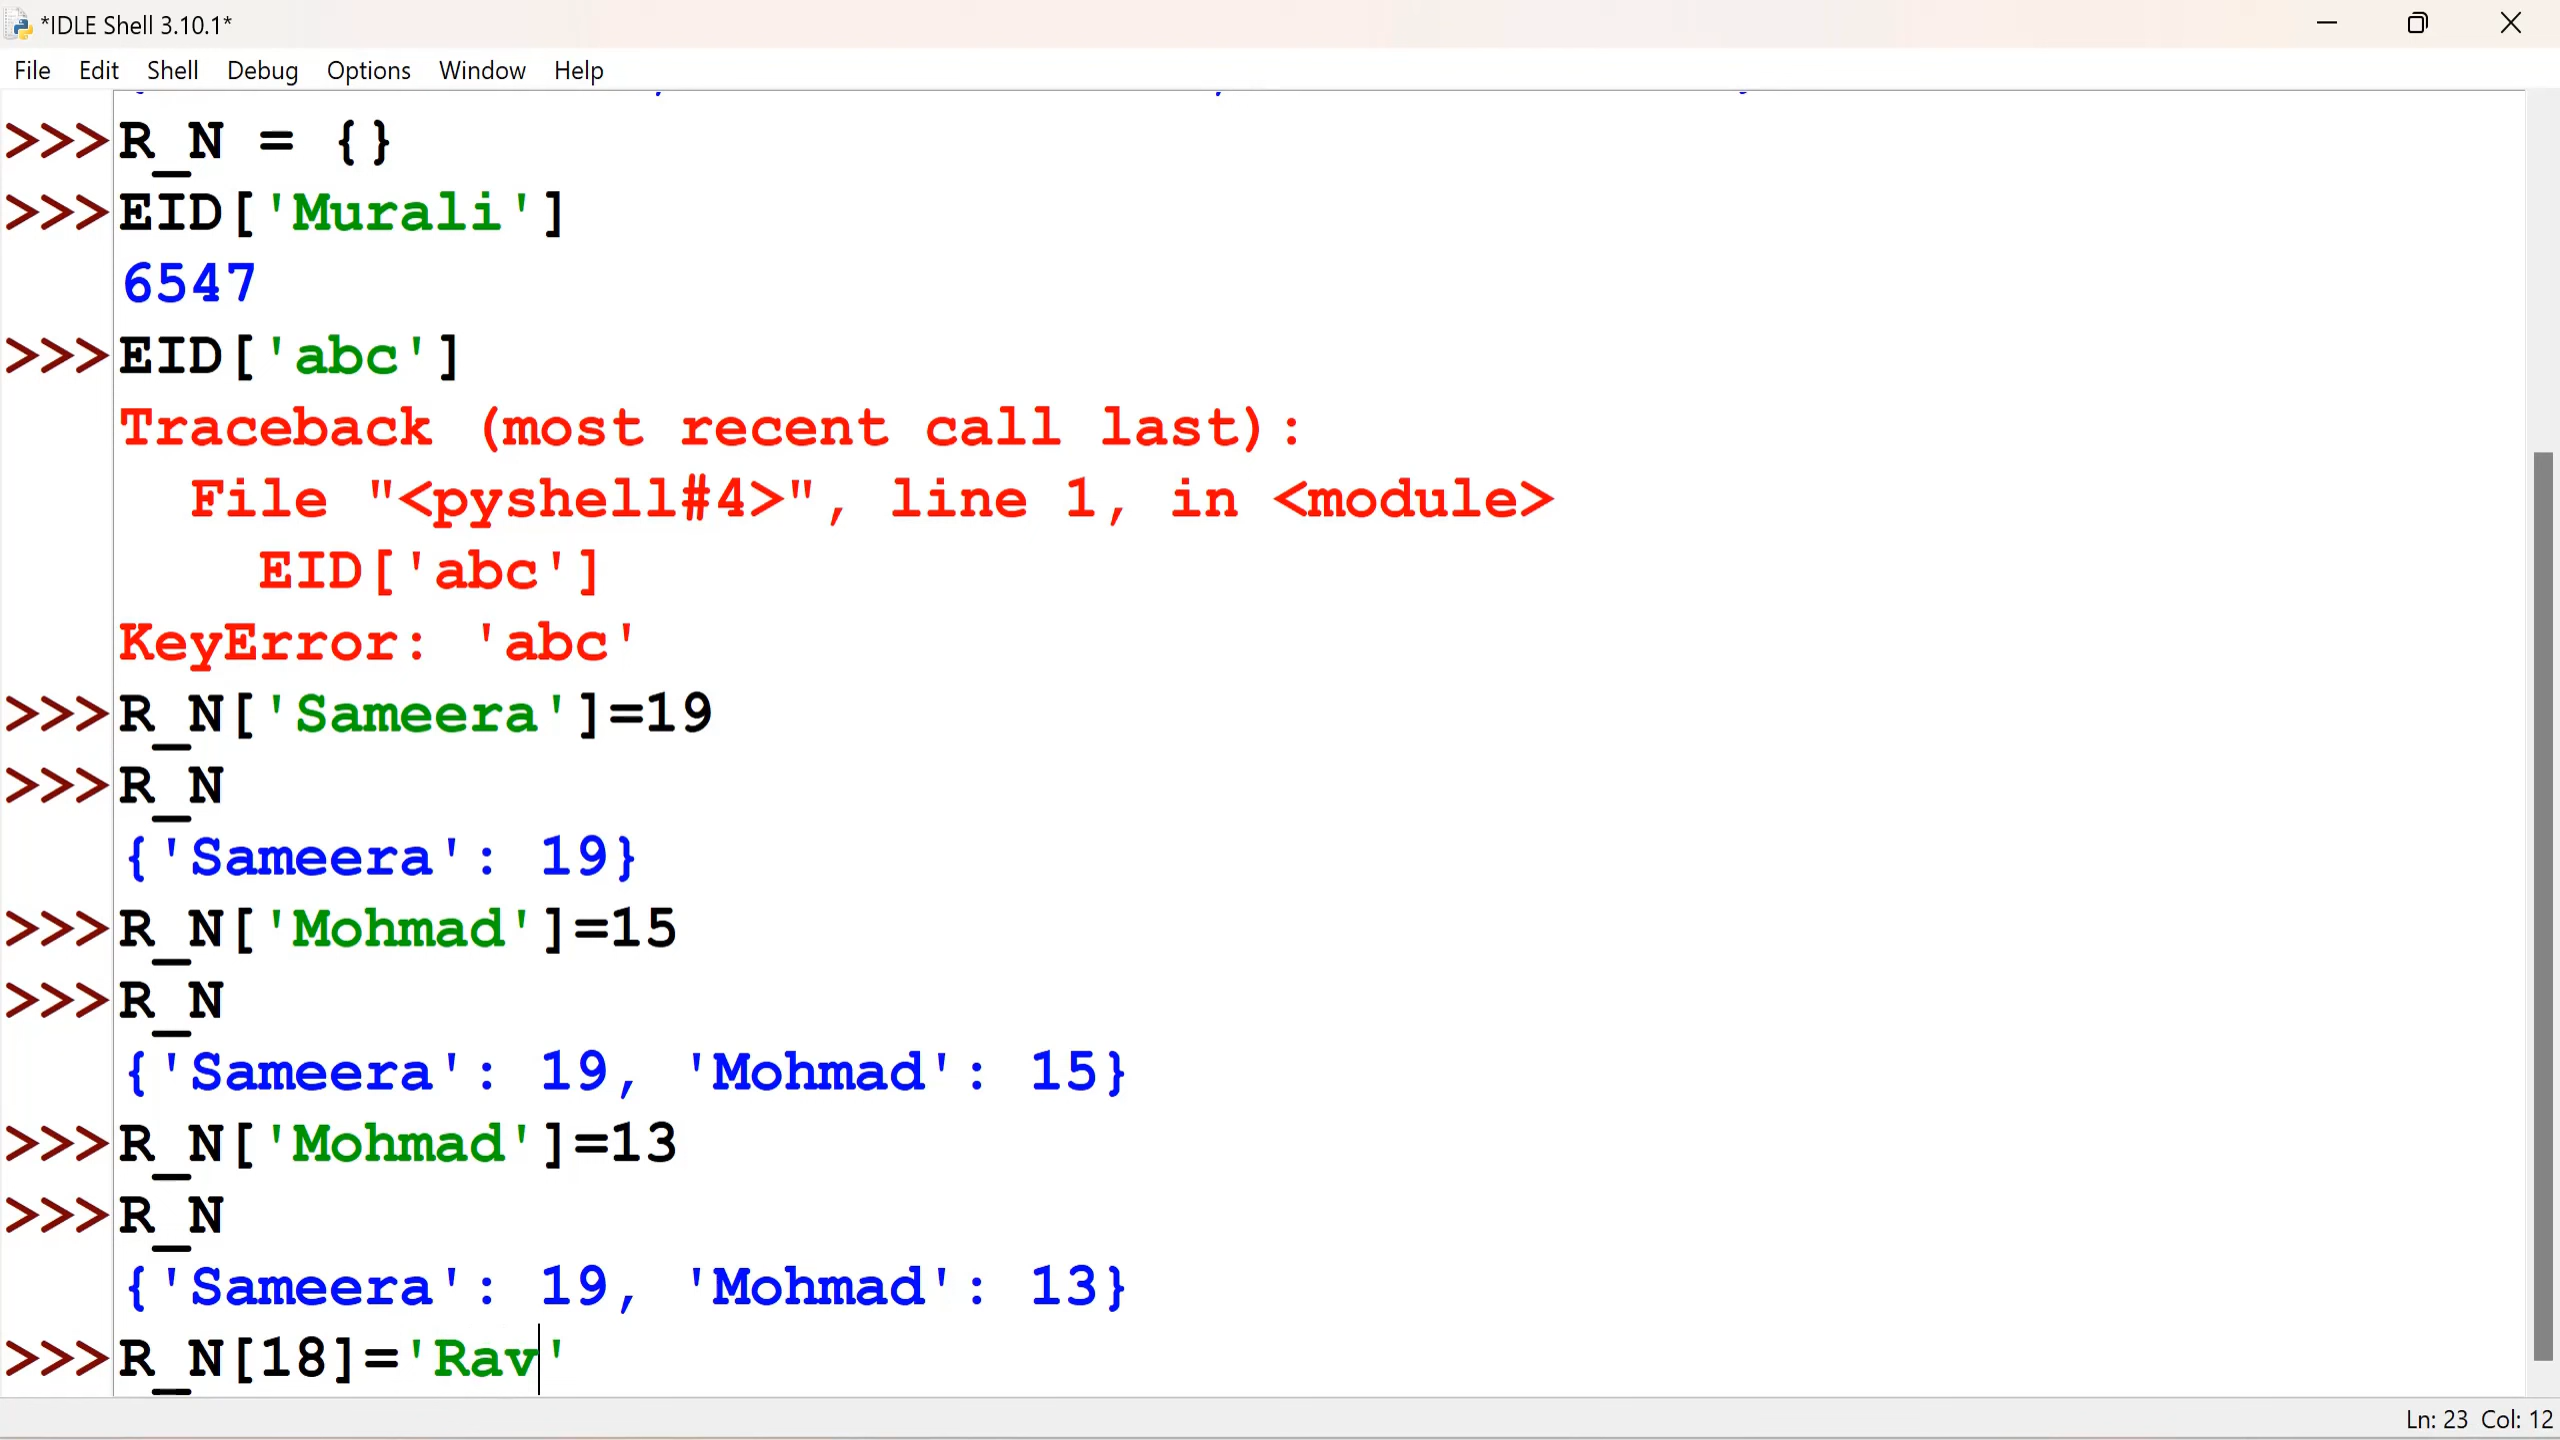 *IDLE Shell 3.10.1*
File Edit Shell Debug Options Window Help
>>> R_N = {}
>>> EID['Murali']
6547
>>> EID['abc']
Traceback (most recent call last):
  File "<pyshell#4>", line 1, in <module>
    EID['abc']
KeyError: 'abc'
>>> R_N['Sameera']=19
>>> R_N
{'Sameera': 19}
>>> R_N['Mohmad']=15
>>> R_N
{'Sameera': 19, 'Mohmad': 15}
>>> R_N['Mohmad']=13
>>> R_N
{'Sameera': 19, 'Mohmad': 13}
>>> R_N[18]='Rav'
Ln: 23 Col: 12